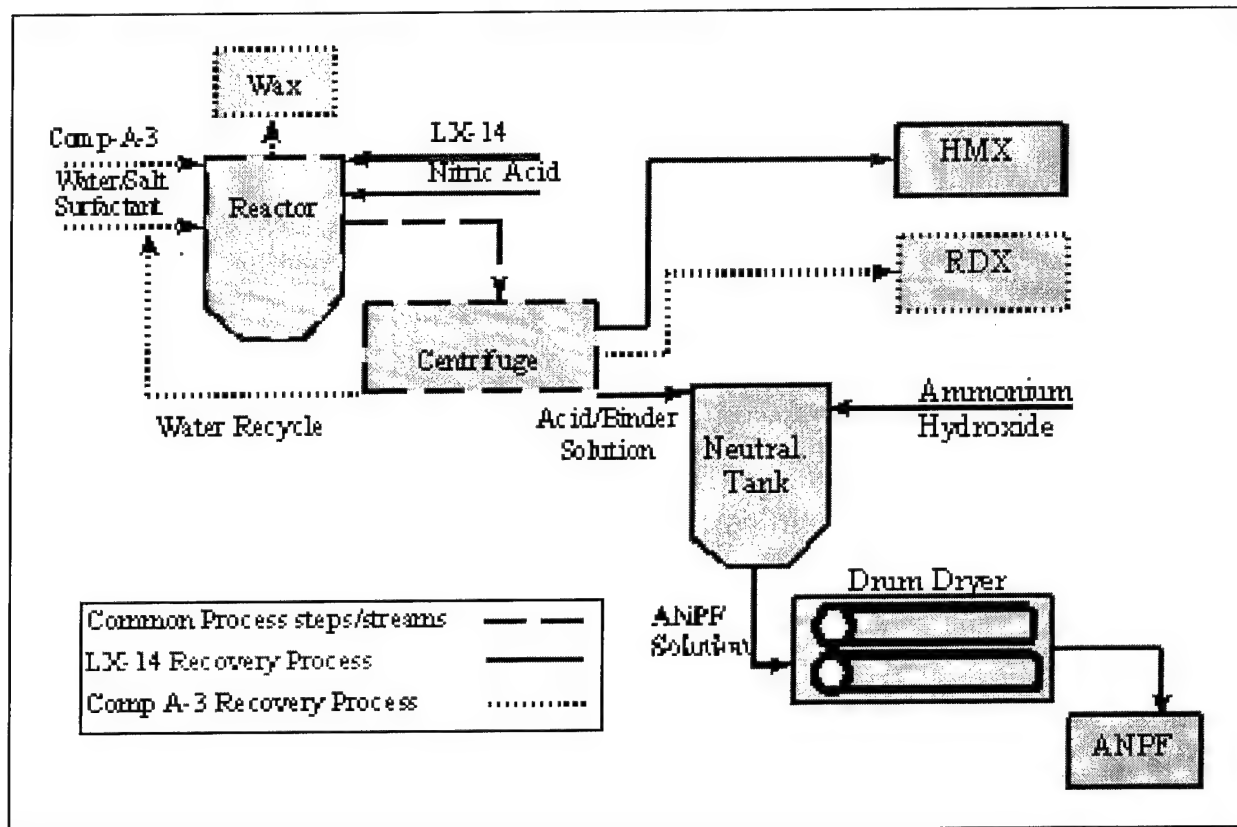 Wax
Comp-A-3
Water/Salt
Surfactant
Reactor
LX-14
Nitric Acid
HMX
RDX
Centrifuge
Water Recycle
Acid/Binder
Solution
Ammonium
Hydroxide
Neutral.
Tank
Drum Dryer
ANPF
Solution
ANPF
Common Process steps/streams
LX-14 Recovery Process
Comp A-3 Recovery Process